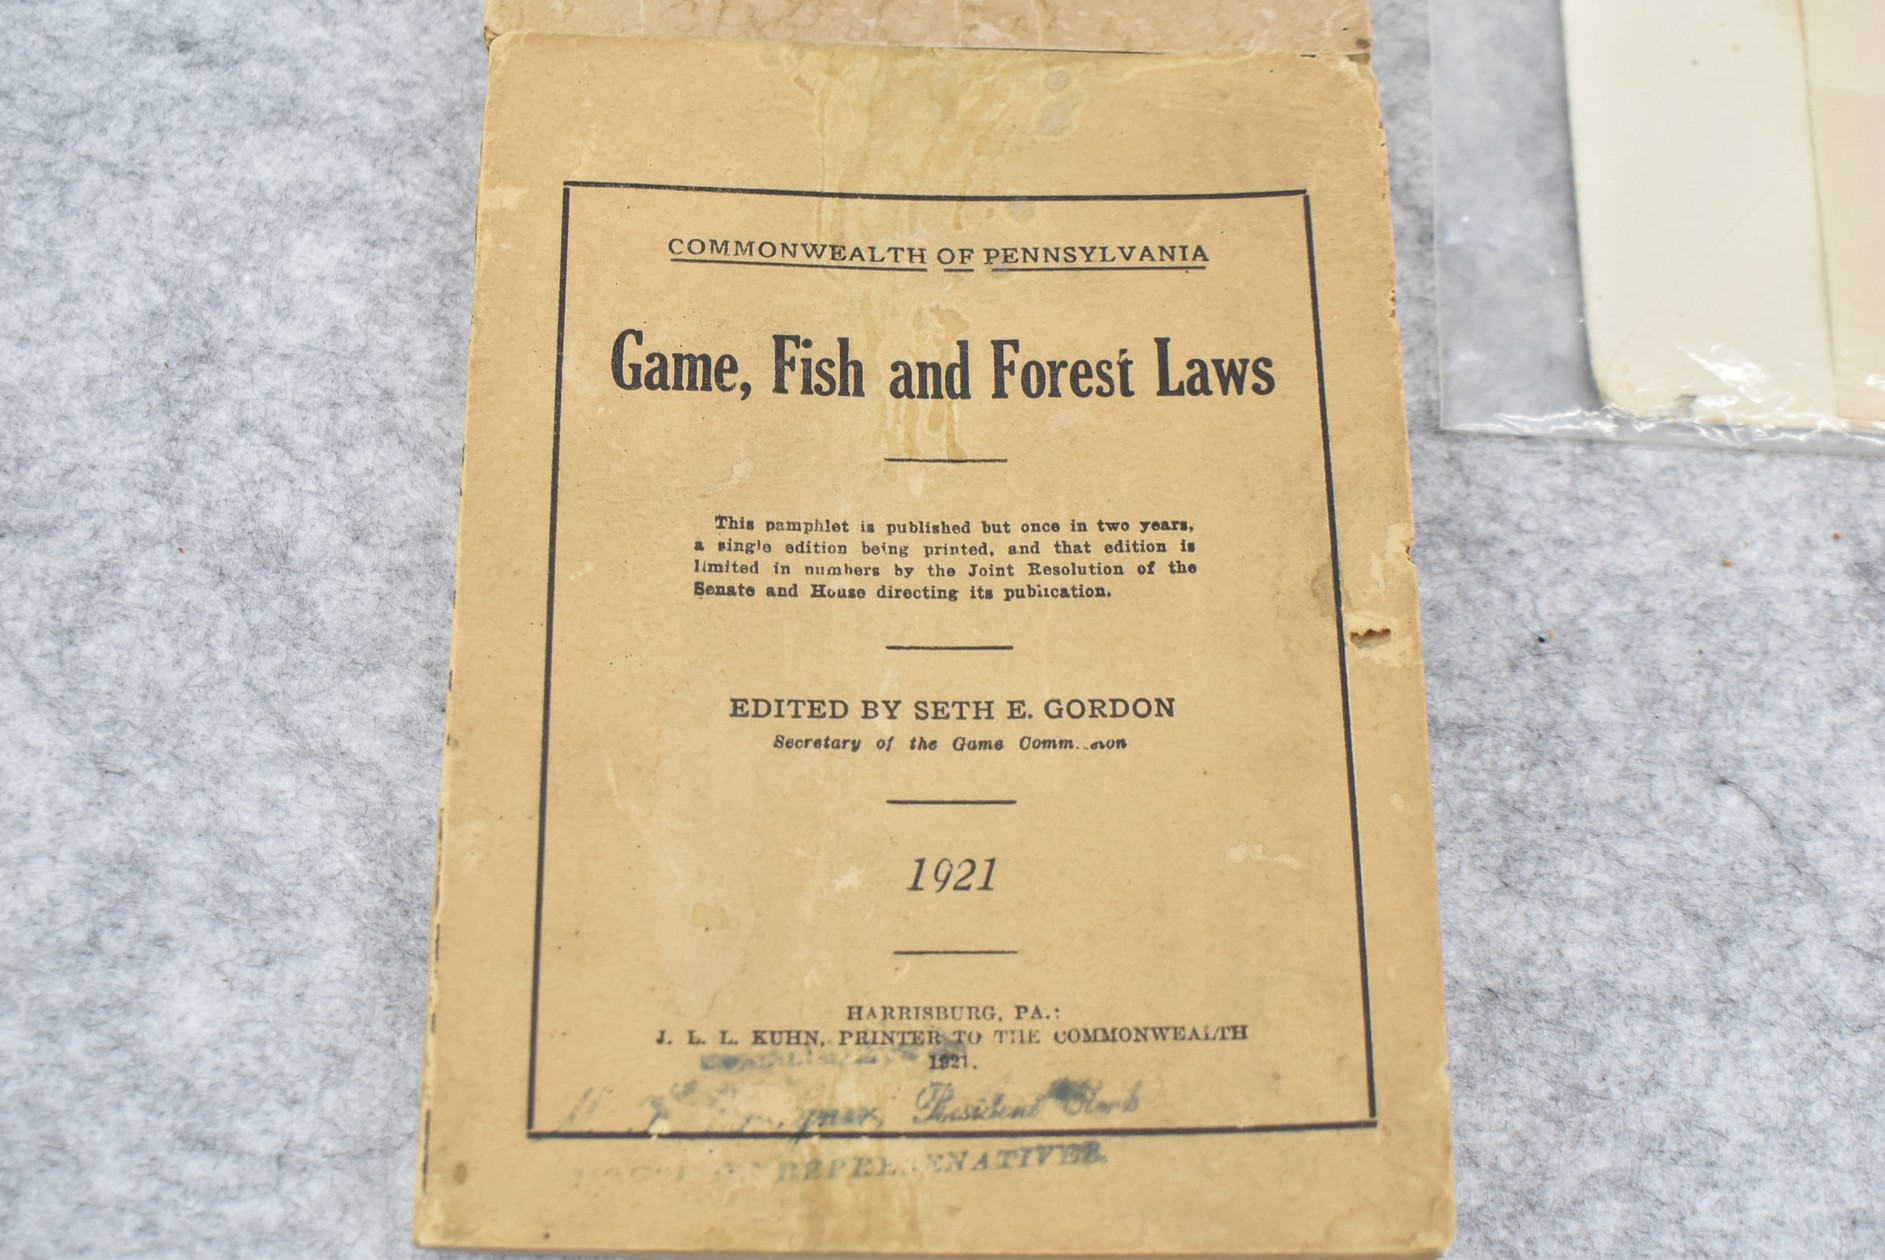 COMMONWEALTH OF PENNSYLVANIA
Game, Fish and Forest Laws
This pamphlet is published but once in two years,
a single edition being printed, and that edition is
limited in numbers by the Joint Resolution of the
Senate and House directing its publication.
EDITED BY SETH E. GORDON
Secretary of the Game
1921
HARRISBURG, PA.:
J. L. L. KUHN, PRINTER TO THE COMMONWEALTH
1921.
Resident Clerk